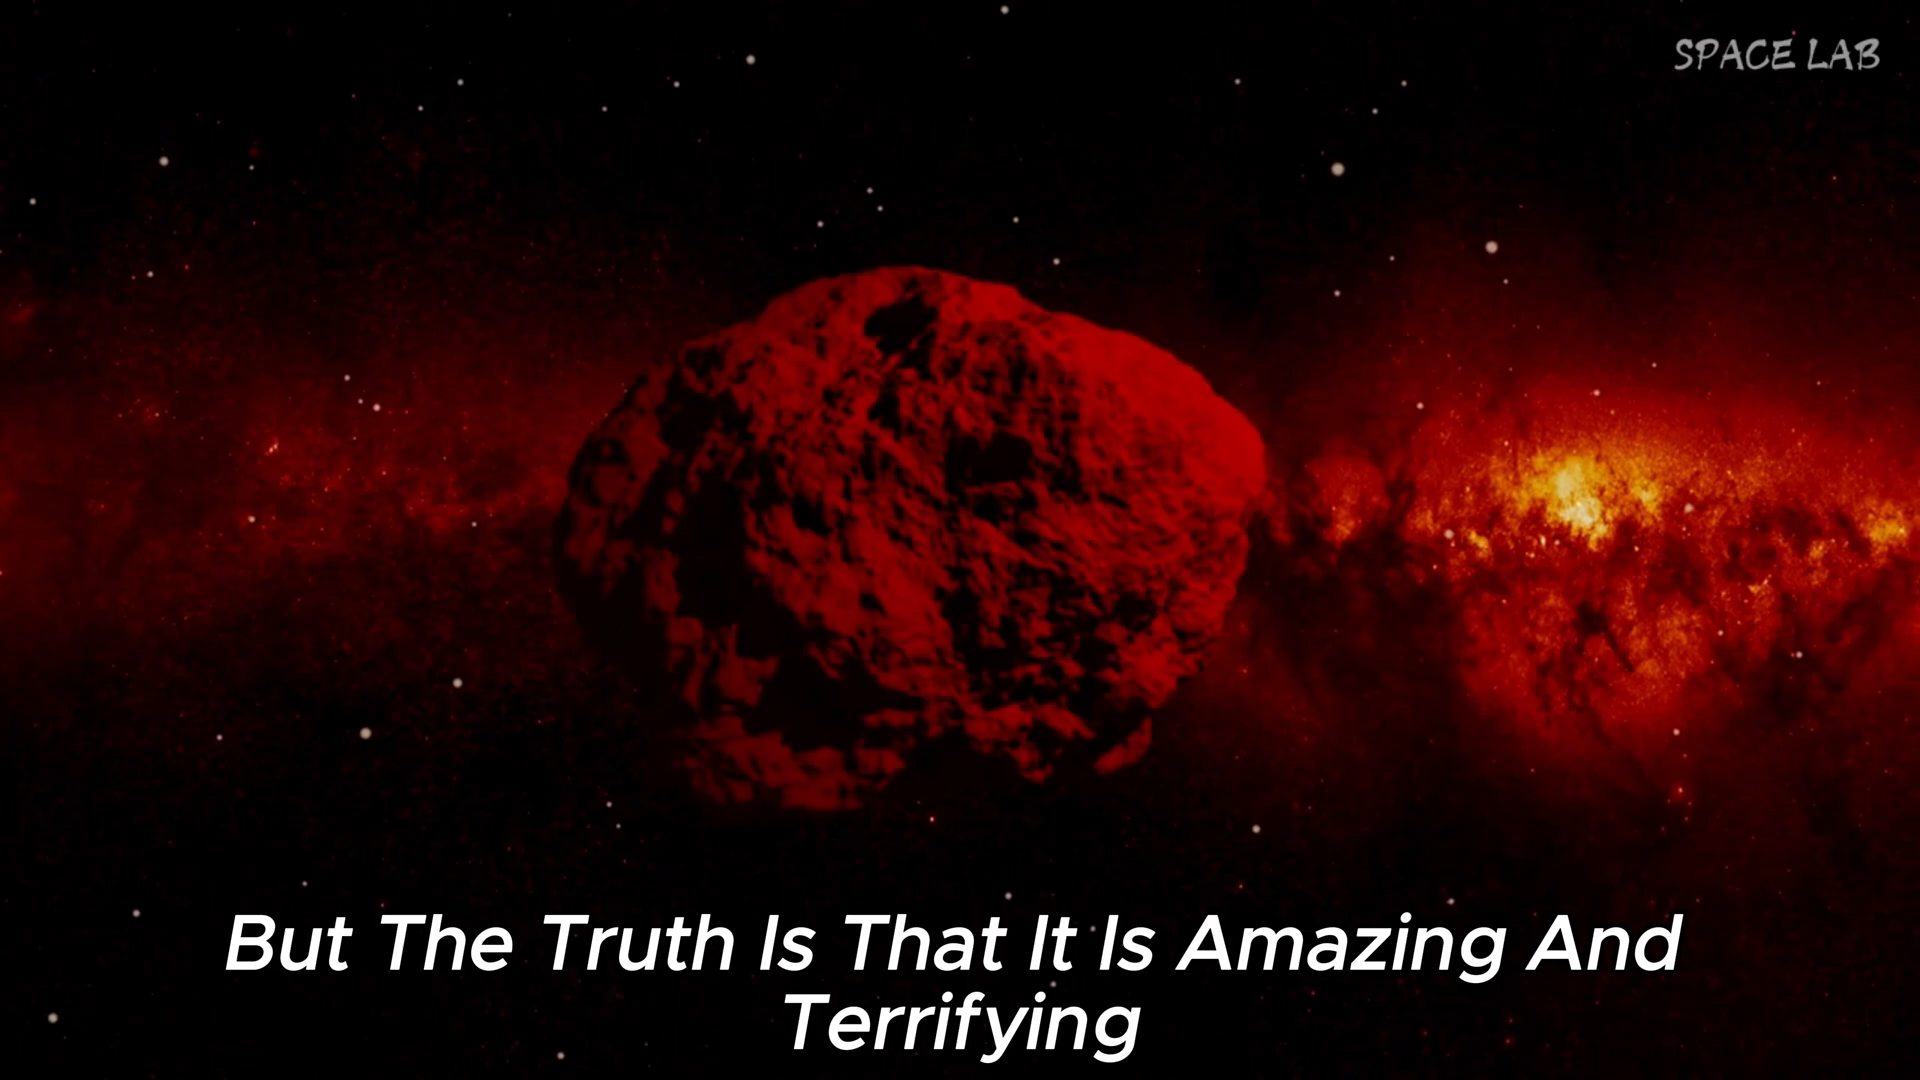 SPACE LAB
But The Truth Is That It Is Amazing And
Terrifying